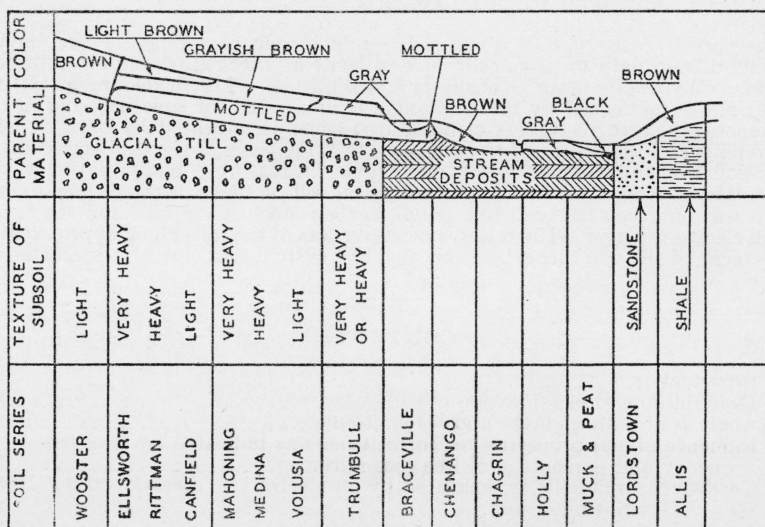 COLOR
BROWN
LIGHT BROWN
GRAYISH BROWN
GRAY
MOTTLED
BROWN
GRAY
BLACK
BROWN
PARENT
MATERIAL
MOTTLED
GLACIAL TILL
STREAM
DEPOSITS
TEXTURE OF
SUBSOIL
LIGHT
VERY HEAVY
HEAVY
LIGHT
VERY HEAVY
HEAVY
LIGHT
VERY HEAVY
OR HEAVY
SANDSTONE
SHALE
SOIL SERIES
WOOSTER
ELLSWORTH
RITTMAN
CANFIELD
MAHONING
MEDINA
VOLUSIA
TRUMBULL
BRACEVILLE
CHENANGO
CHAGRIN
HOLLY
MUCK & PEAT
LORDSTOWN
ALLIS